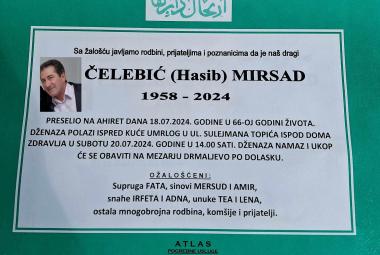 Sa žalošću javljamo rodbini, prijateljima i poznanicima da je naš dragi
ČELEBIĆ (Hasib) MIRSAD
1958 - 2024
PRESELIO NA AHIRET DANA 18.07.2024. GODINE U 66-OJ GODINI ŽIVOTA.
DŽENAZA POLAZI ISPRED KUĆE UMRLOG U UL. SULEJMANA TOPIĆA ISPOD DOMA
ZDRAVLJA U SUBOTU 20.07.2024. GODINE U 14.00 SATI. DŽENAZA NAMAZ I UKOP
ĆE SE OBAVITI NA MEZARJU DRMALJEVO PO DOLASKU.
OŽALOŠĆENI:
Supruga FATA, sinovi MERSUD I AMIR,
snahe IRFETA I ADNA, unuke TEA I LENA,
ostala mnogobrojna rodbina, komšije i prijatelji.
ATLAS
POGREBNE USLUGE